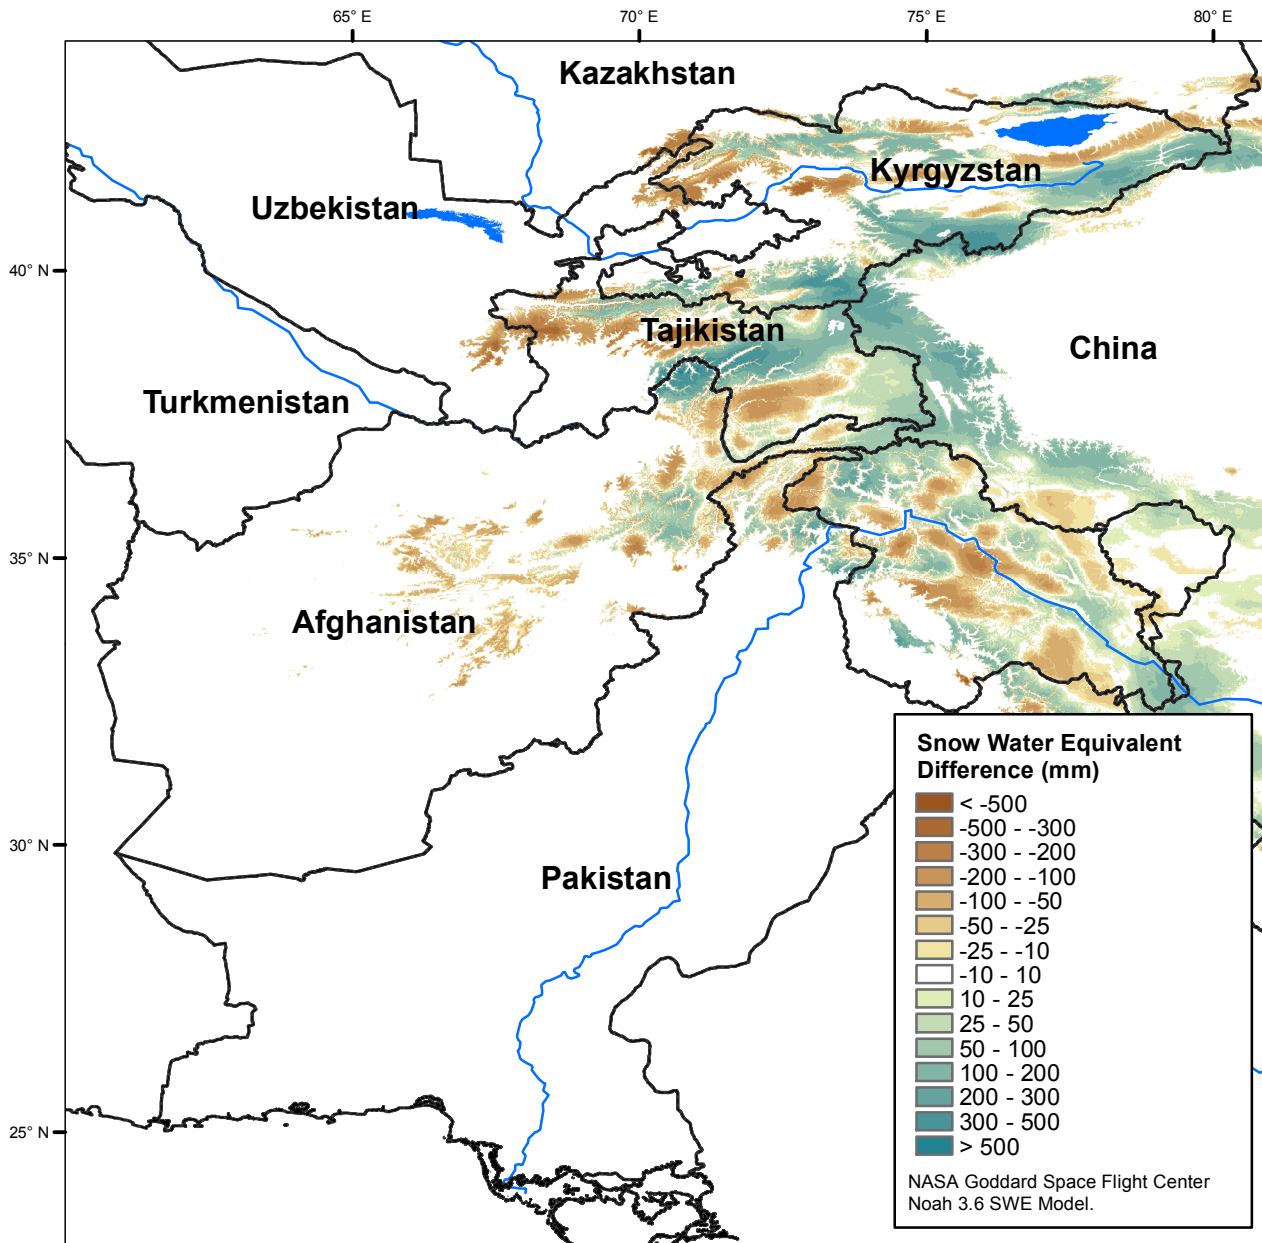 65° E
70° E
75° E
80° E
Kazakhstan
Kyrgyzstan
Uzbekistan
40° N
Tajikistan
China
Turkmenistan
35° N
Afghanistan
Snow Water Equivalent
Difference (mm)
< -500
-500 - -300
-300 - -200
-200 - -100
-100 - -50
-50 - -25
-25 - -10
-10 - 10
10 - 25
25 - 50
50 - 100
100 - 200
200 - 300
300 - 500
> 500
NASA Goddard Space Flight Center
Noah 3.6 SWE Model.
30° N
Pakistan
25° N